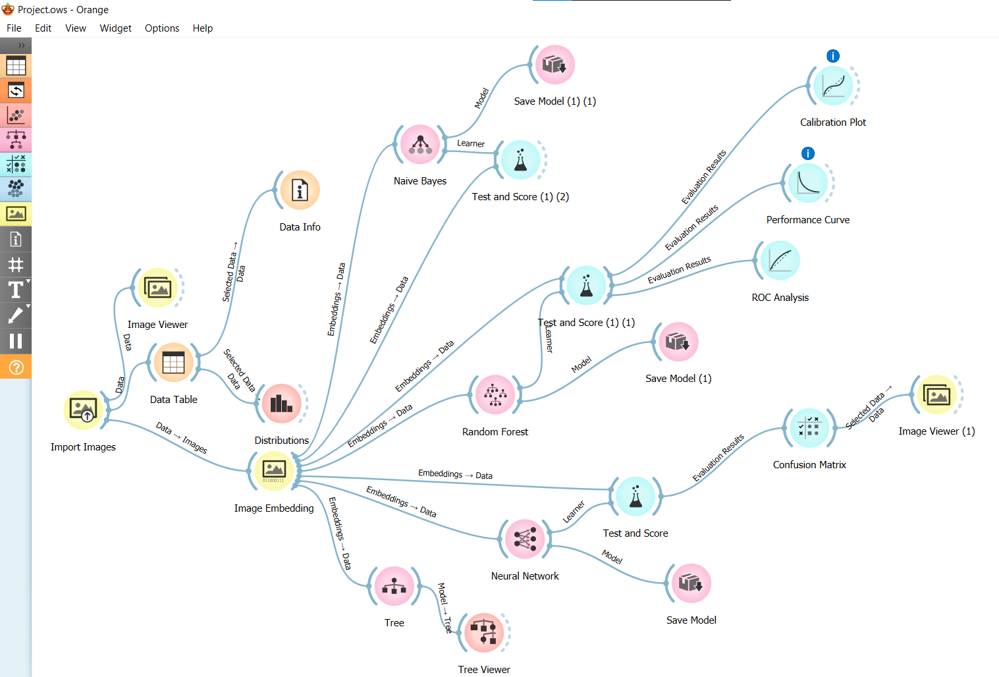 Project.ows - Orange
File Edit View Widget Options Help
Model
Save Model (1) (1)
Calibration Plot
Learner
Naive Bayes
Test and Score (1) (2)
Evaluation Results
Performance Curve
Data Info
Evaluation Results
Selected Data →
Data
Embeddings → Data
Embeddings → Data
Evaluation Results
ROC Analysis
Image Viewer
Data
Test and Score (1) (1)
Learner
Embeddings → Data
Model
Save Model (1)
Selected Data →
Data
Data
Data Table
Embeddings → Data
Random Forest
Selected Data →
Data
Image Viewer (1)
Import Images
Data → Images
Distributions
011000111
Image Embedding
Embeddings → Data
Evaluation Results
Confusion Matrix
Embeddings → Data
Learner
Test and Score
Embeddings → Data
Neural Network
Model
Model → Tree
Tree
Save Model
Tree Viewer